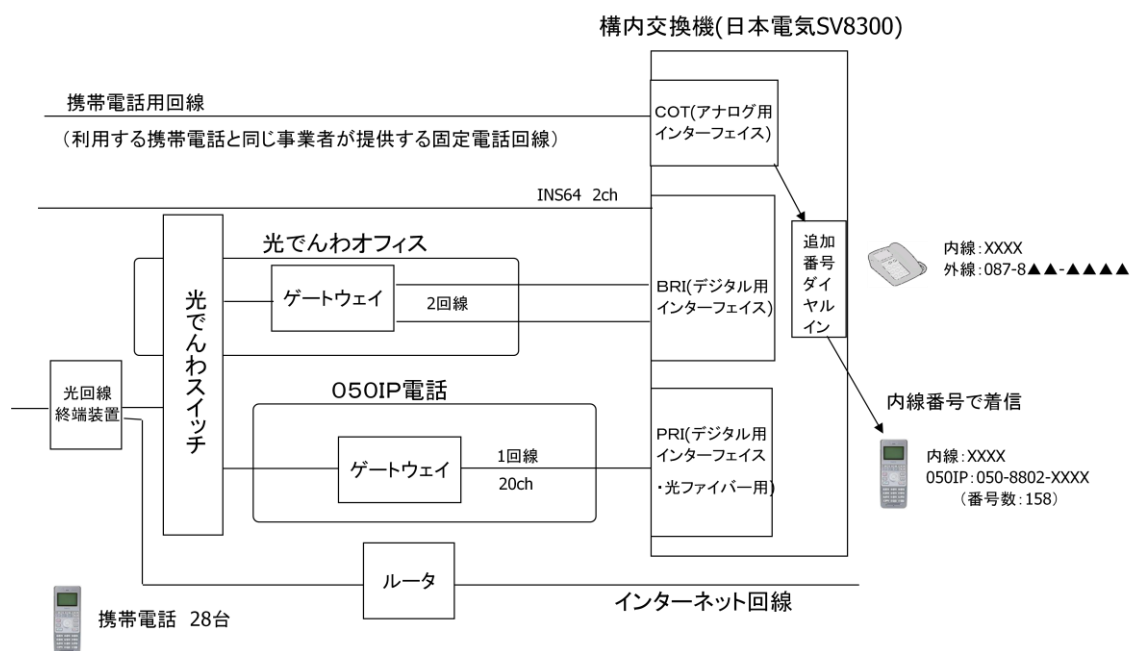 構内交換機(日本電気SV8300)
携帯電話用回線
(利用する携帯電話と同じ事業者が提供する固定電話回線)
COT(アナログ用
インターフェイス)
INS64 2ch
光でんわオフィス
ゲートウェイ
2回線
BRI(デジタル用
インターフェイス)
追加
番号
ダイ
ヤル
イン
内線:XXXX
外線:087-8▲▲-▲▲▲▲
光でんわスイッチ
光回線
終端装置
050IP電話
ゲートウェイ
1回線
20ch
PRI(デジタル用
インターフェイス
・光ファイバー用)
内線番号で着信
内線:XXXX
050IP:050-8802-XXXX
(番号数:158)
ルータ
インターネット回線
携帯電話 28台